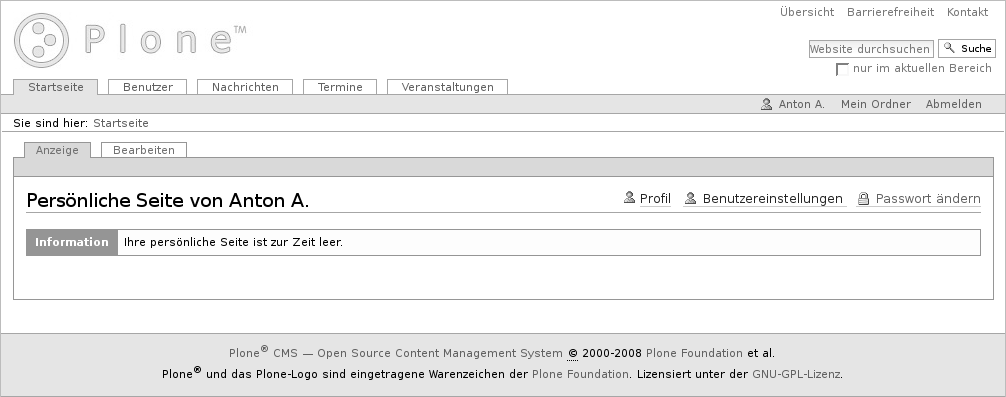 Übersicht Barrierefreiheit Kontakt
Plone™
Website durchsuchen Suche
nur im aktuellen Bereich
Startseite Benutzer Nachrichten Termine Veranstaltungen
Anton A. Mein Ordner Abmelden
Sie sind hier: Startseite
Anzeige Bearbeiten
Persönliche Seite von Anton A. Profil Benutzereinstellungen Passwort ändern
Information Ihre persönliche Seite ist zur Zeit leer.
Plone® CMS — Open Source Content Management System © 2000-2008 Plone Foundation et al.
Plone® und das Plone-Logo sind eingetragene Warenzeichen der Plone Foundation. Lizensiert unter der GNU-GPL-Lizenz.